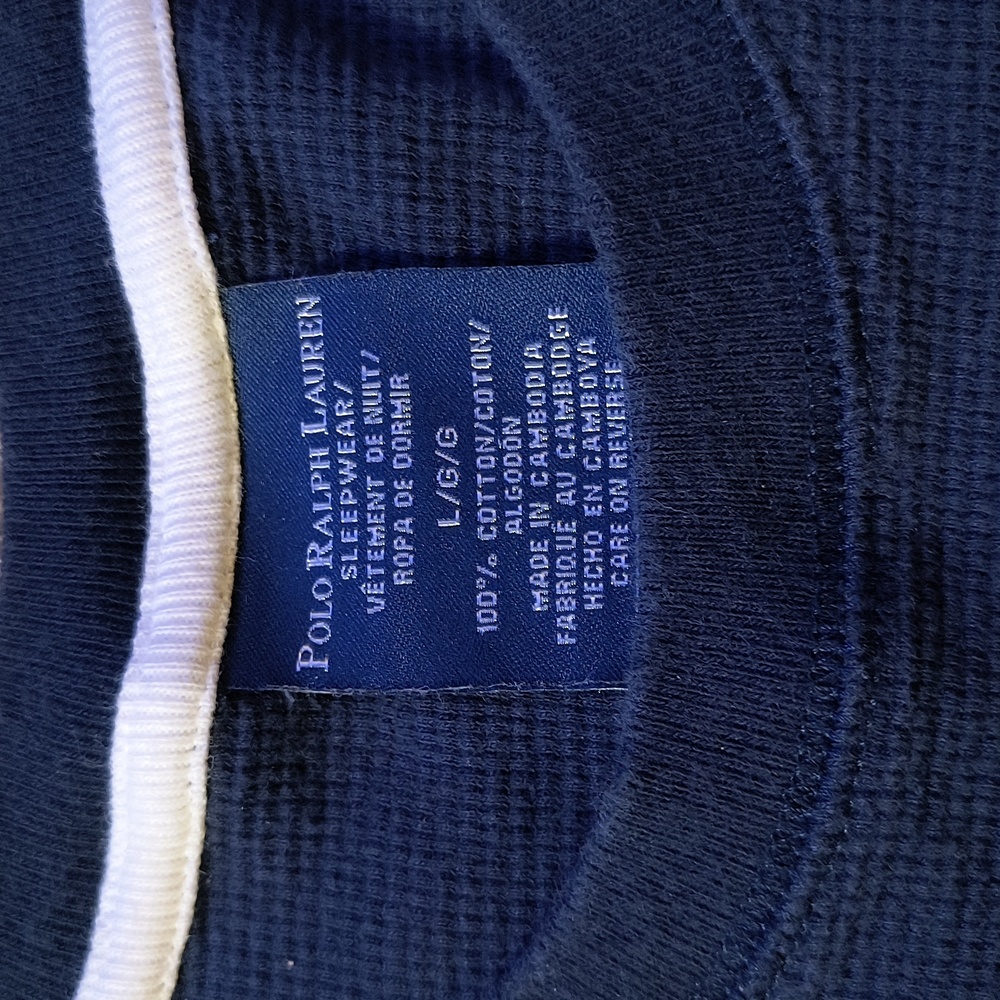 POLO RALPH LAUREN
SLEEPWEAR/
VÊTEMENT DE NUIT/
ROPA DE DORMIR
L/G/G
100% COTTON/COTON/
ALGODÓN
MADE IN CAMBODIA
FABRIQUÉ AU CAMBODGE
HECHO EN CAMBOYA
CARE ON REVERSE